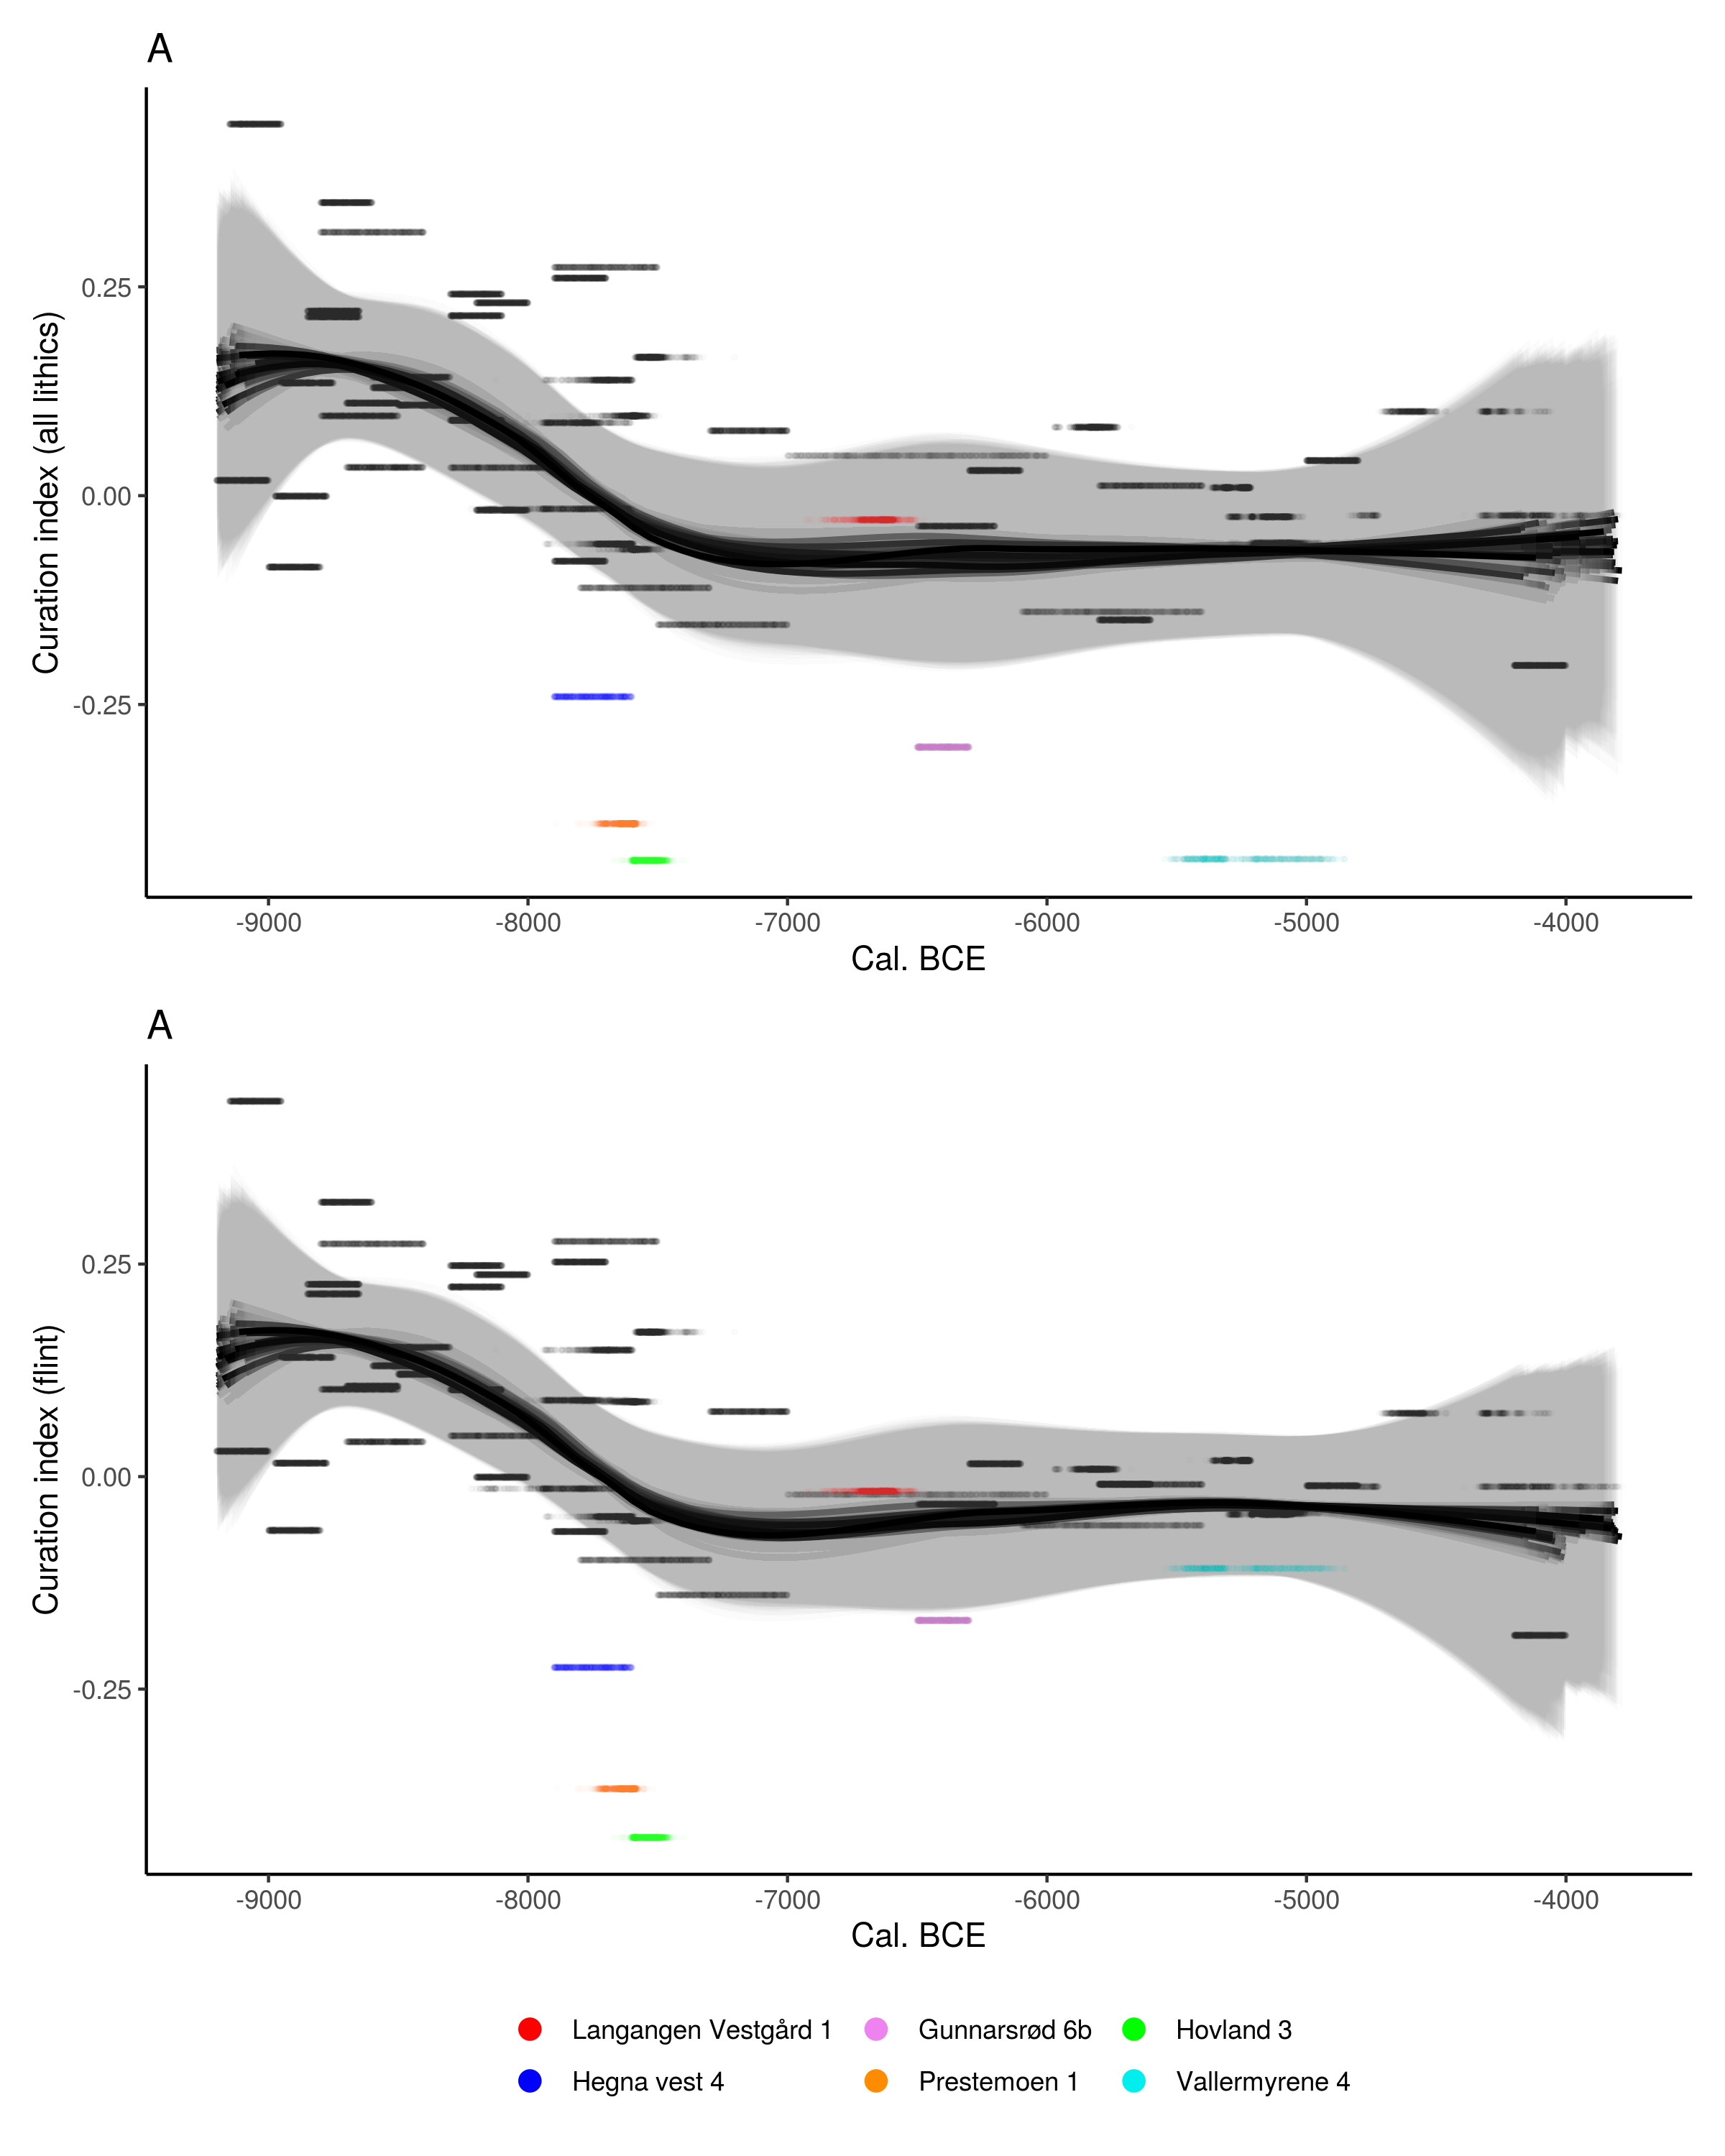 A
Curation index (all lithics)
0.25
0.00
-0.25
-9000 -8000 -7000 -6000 -5000 -4000
Cal. BCE
A
Curation index (flint)
0.25
0.00
-0.25
-9000 -8000 -7000 -6000 -5000 -4000
Cal. BCE
Langangen Vestgård 1 Gunnarsrød 6b Hovland 3
Hegna vest 4 Prestemoen 1 Vallermyrene 4